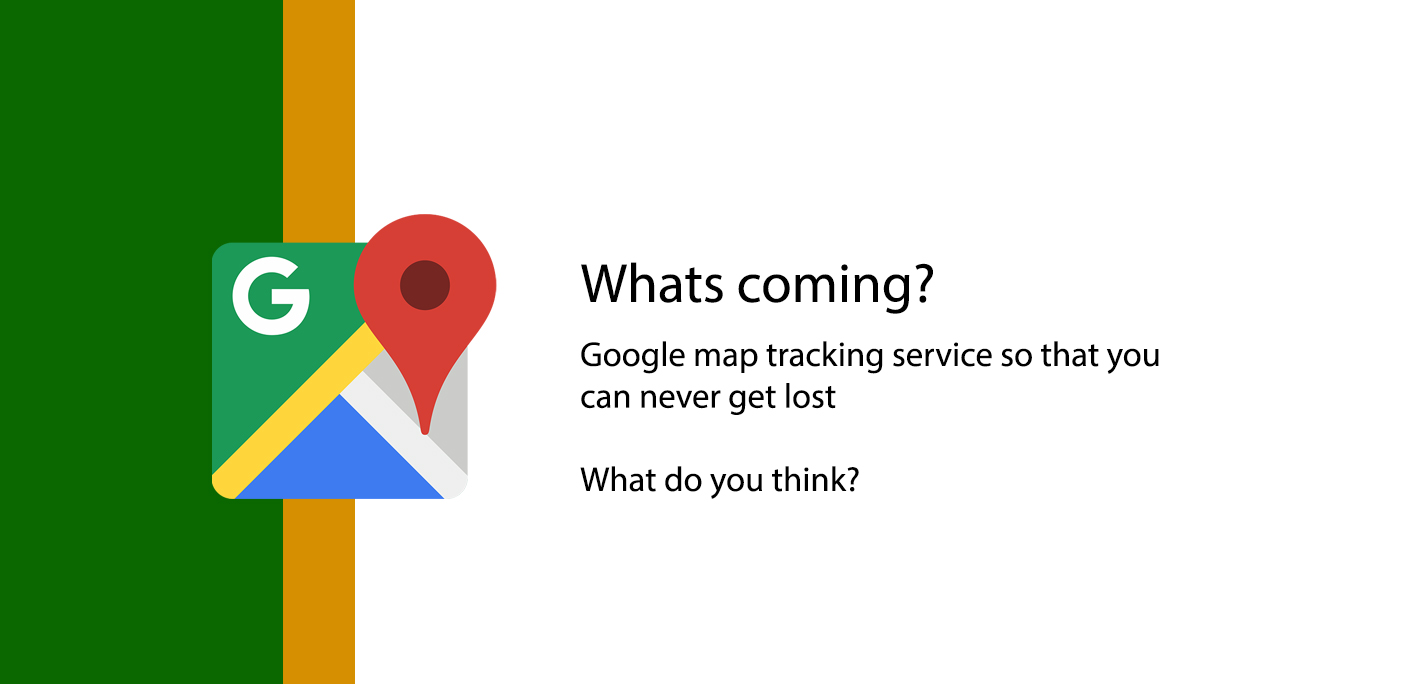 G
Whats coming?
Google map tracking service so that you
can never get lost
What do you think?